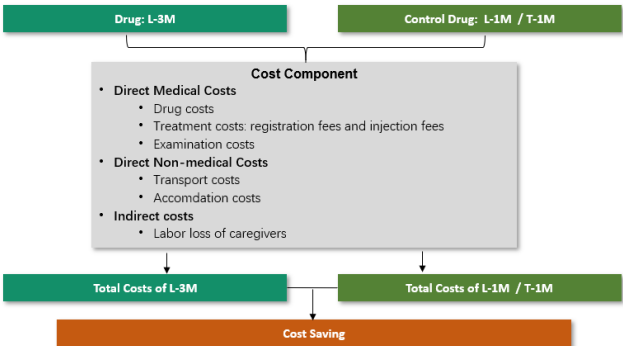 Drug: L-3M
Control Drug: L-1M / T-1M
Cost Component
• Direct Medical Costs
• Drug costs
• Treatment costs: registration fees and injection fees
• Examination costs
• Direct Non-medical Costs
• Transport costs
• Accomdation costs
• Indirect costs
• Labor loss of caregivers
Total Costs of L-3M
Total Costs of L-1M / T-1M
Cost Saving